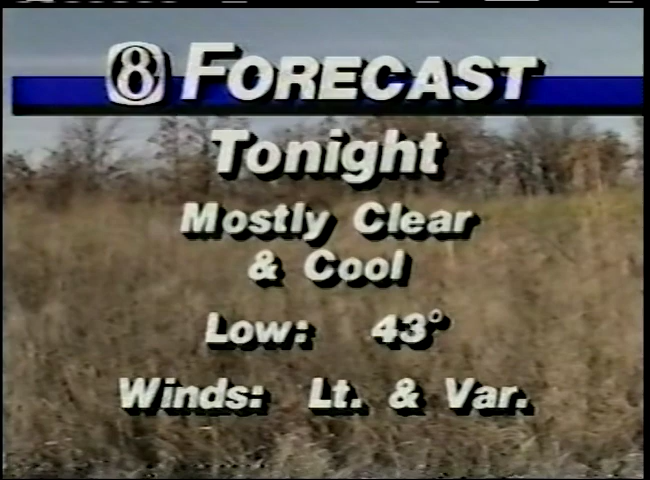 8 FORECAST
Tonight
Mostly Clear
& Cool
Low: 43°
Winds: Lt. & Var.